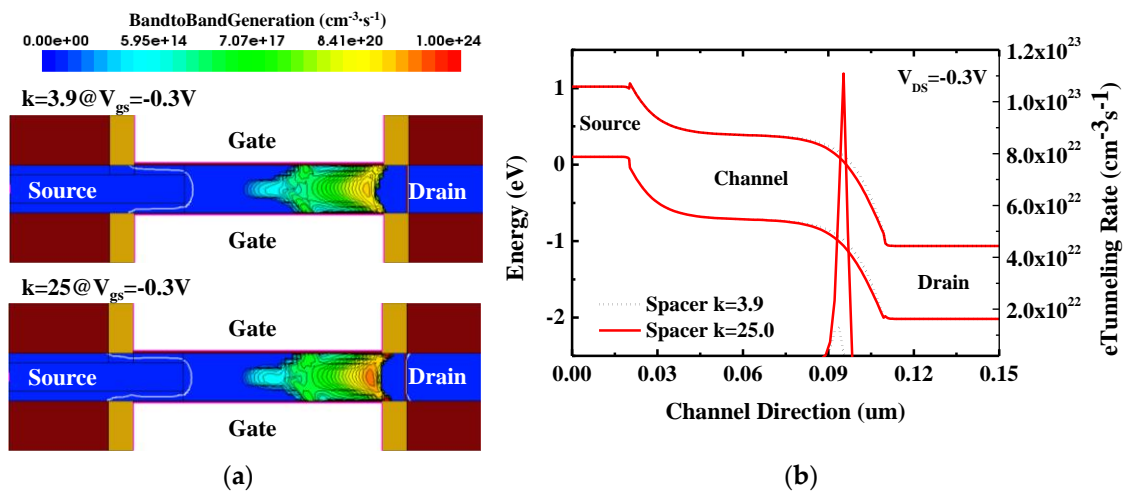 BandtoBandGeneration (cm⁻³·s⁻¹)
0.00e+00 5.95e+14 7.07e+17 8.41e+20 1.00e+24
k=3.9@V_gs=-0.3V
Gate
Source
Drain
Gate
k=25@V_gs=-0.3V
Gate
Source
Drain
Gate
(a)
V_DS=-0.3V
Source
Channel
Drain
Spacer k=3.9
Spacer k=25.0
1
0
-1
-2
Energy (eV)
1.2x10²³
1.0x10²³
8.0x10²²
6.0x10²²
4.0x10²²
2.0x10²²
eTunneling Rate (cm⁻³s⁻¹)
0.00 0.03 0.06 0.09 0.12 0.15
Channel Direction (um)
(b)